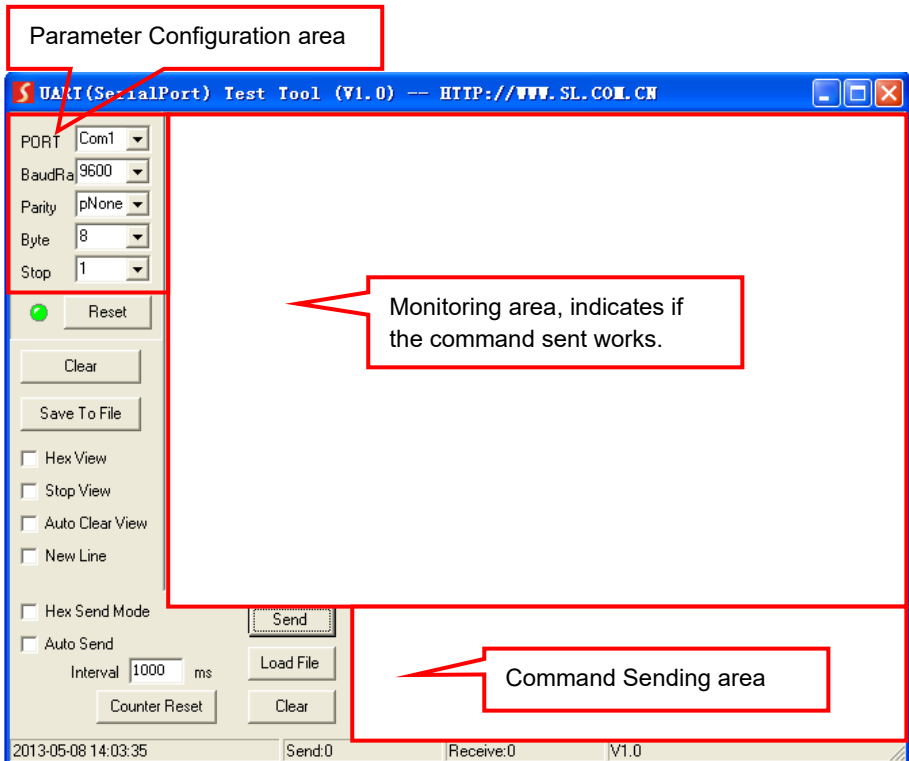 Parameter Configuration area
UART(SerialPort) Test Tool (V1.0) -- HTTP://WWW.SL.COM.CN
PORT Com1
BaudRa 9600
Parity pNone
Byte 8
Stop 1
Reset
Monitoring area, indicates if
the command sent works.
Clear
Save To File
Hex View
Stop View
Auto Clear View
New Line
Hex Send Mode
Send
Auto Send
Interval 1000 ms
Load File
Command Sending area
Counter Reset
Clear
2013-05-08 14:03:35 Send:0 Receive:0 V1.0